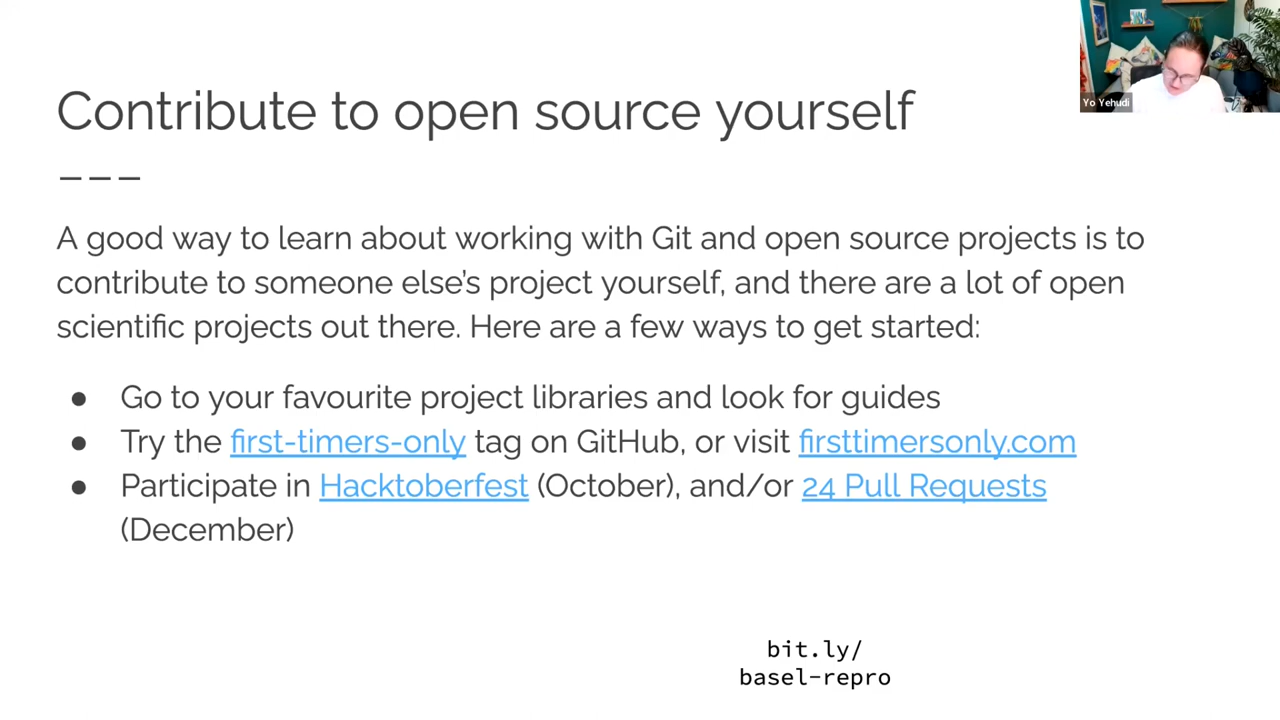 Contribute to open source yourself
Yo Yehudi
A good way to learn about working with Git and open source projects is to
contribute to someone else's project yourself, and there are a lot of open
scientific projects out there. Here are a few ways to get started:
● Go to your favourite project libraries and look for guides
● Try the first-timers-only tag on GitHub, or visit firsttimersonly.com
● Participate in Hacktoberfest (October), and/or 24 Pull Requests
(December)
bit.ly/
basel-repro